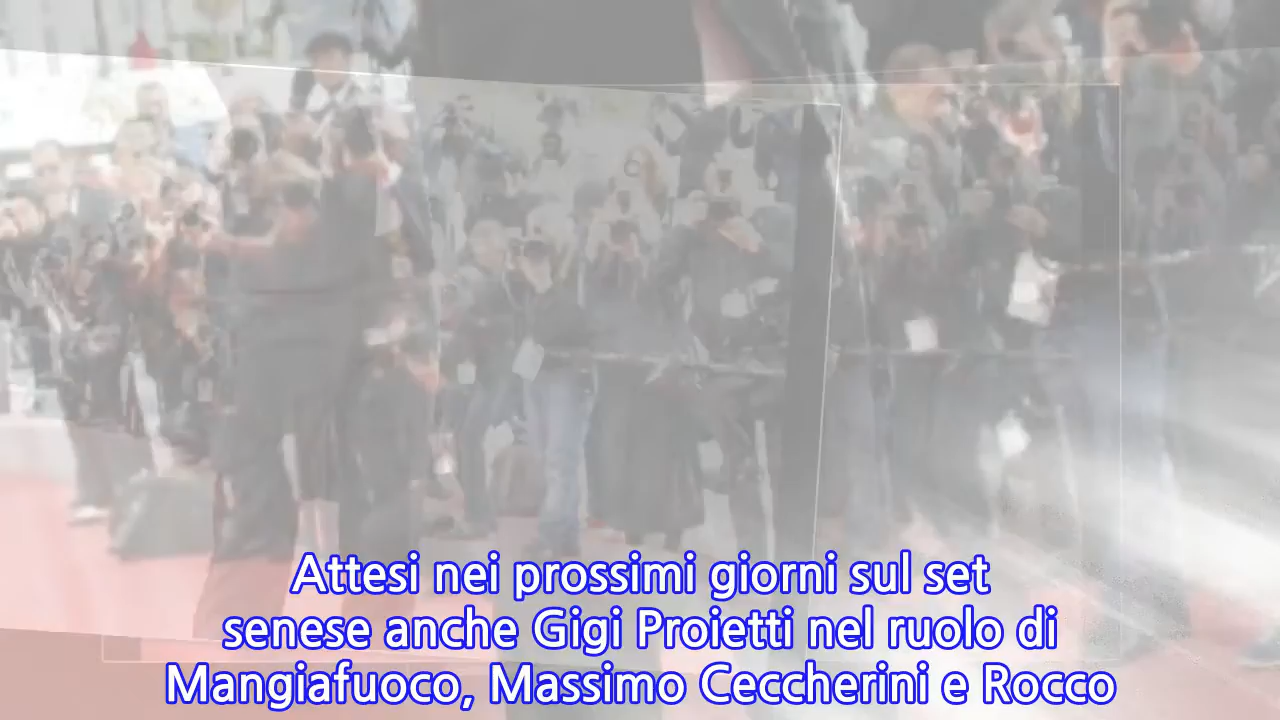 Attesi nei prossimi giorni sul set
senese anche Gigi Proietti nel ruolo di
Mangiafuoco, Massimo Ceccherini e Rocco